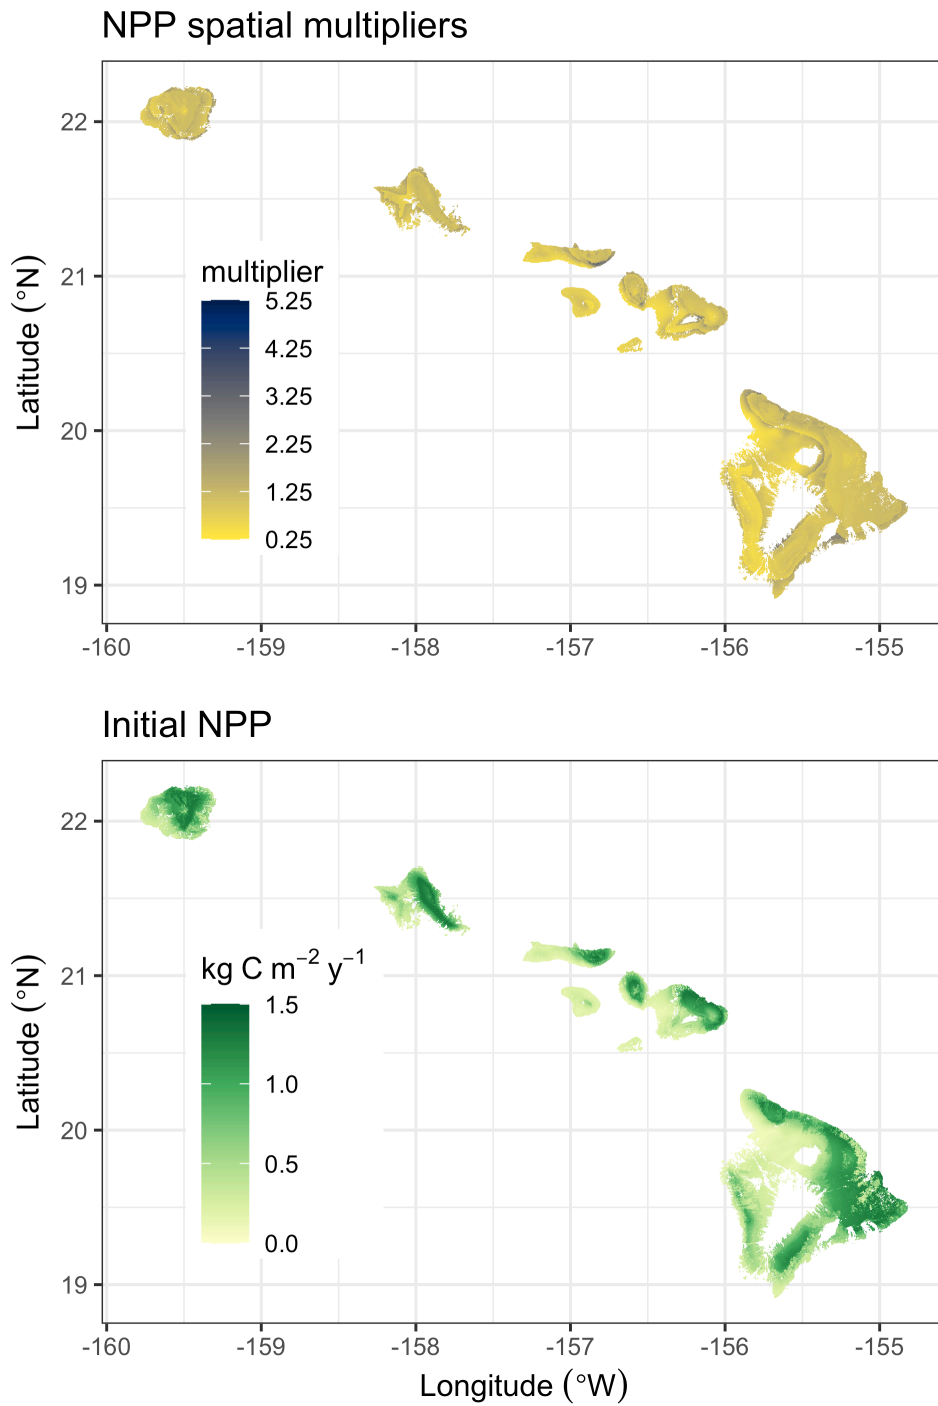 NPP spatial multipliers
22
21
20
19
Latitude (°N)
multiplier
5.25
4.25
3.25
2.25
1.25
0.25
-160 -159 -158 -157 -156 -155
Initial NPP
22
21
20
19
Latitude (°N)
kg C m−2 y−1
1.5
1.0
0.5
0.0
-160 -159 -158 -157 -156 -155
Longitude (°W)